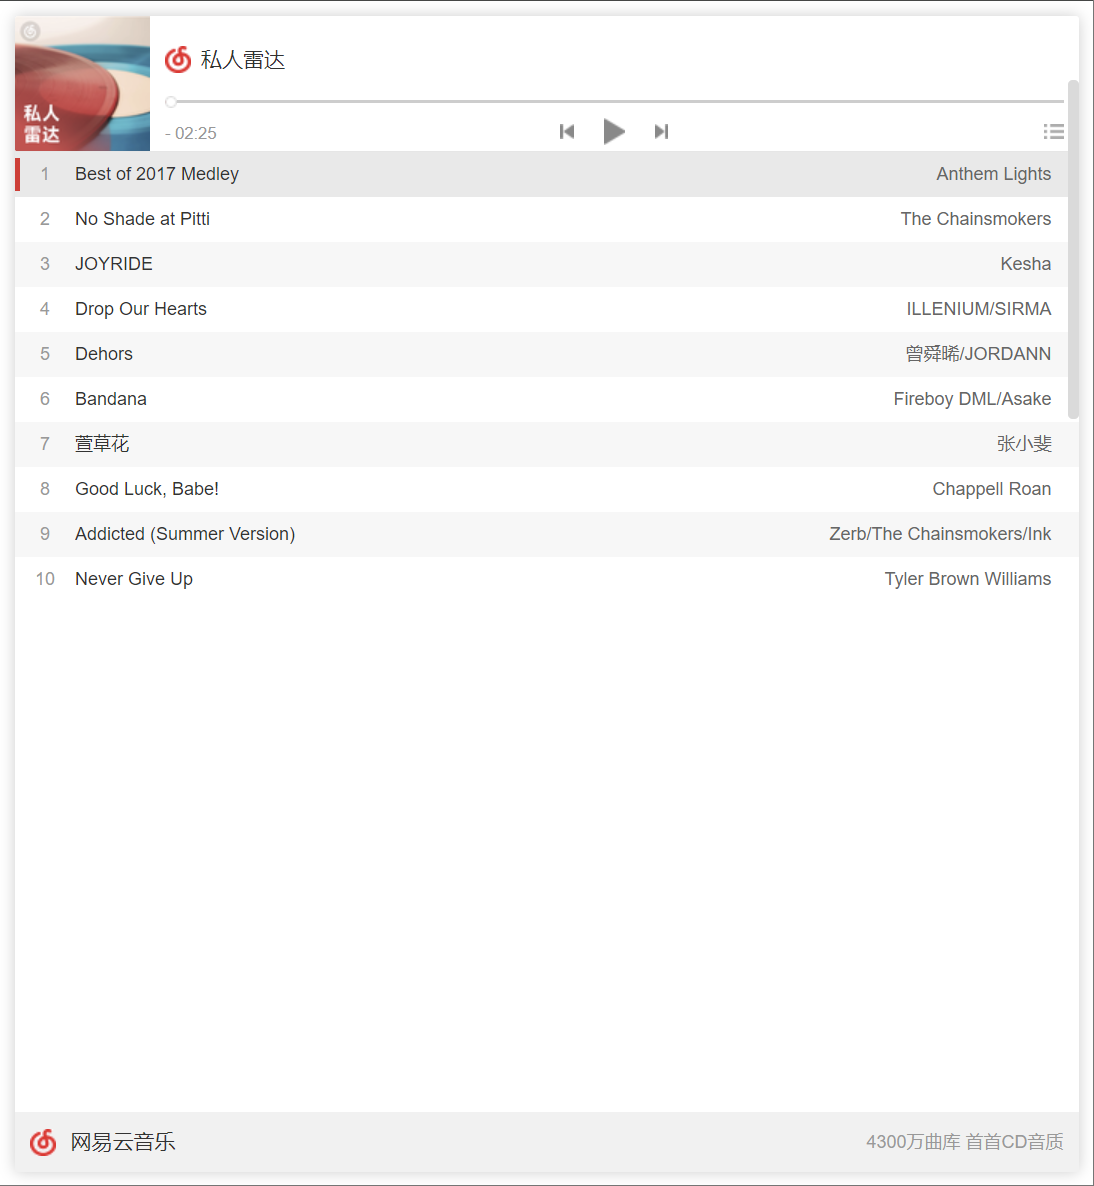 私人雷达
私人
雷达
- 02:25
1 Best of 2017 Medley Anthem Lights
2 No Shade at Pitti The Chainsmokers
3 JOYRIDE Kesha
4 Drop Our Hearts ILLENIUM/SIRMA
5 Dehors 曾舜晞/JORDANN
6 Bandana Fireboy DML/Asake
7 萱草花 张小斐
8 Good Luck, Babe! Chappell Roan
9 Addicted (Summer Version) Zerb/The Chainsmokers/Ink
10 Never Give Up Tyler Brown Williams
网易云音乐 4300万曲库 首首CD音质